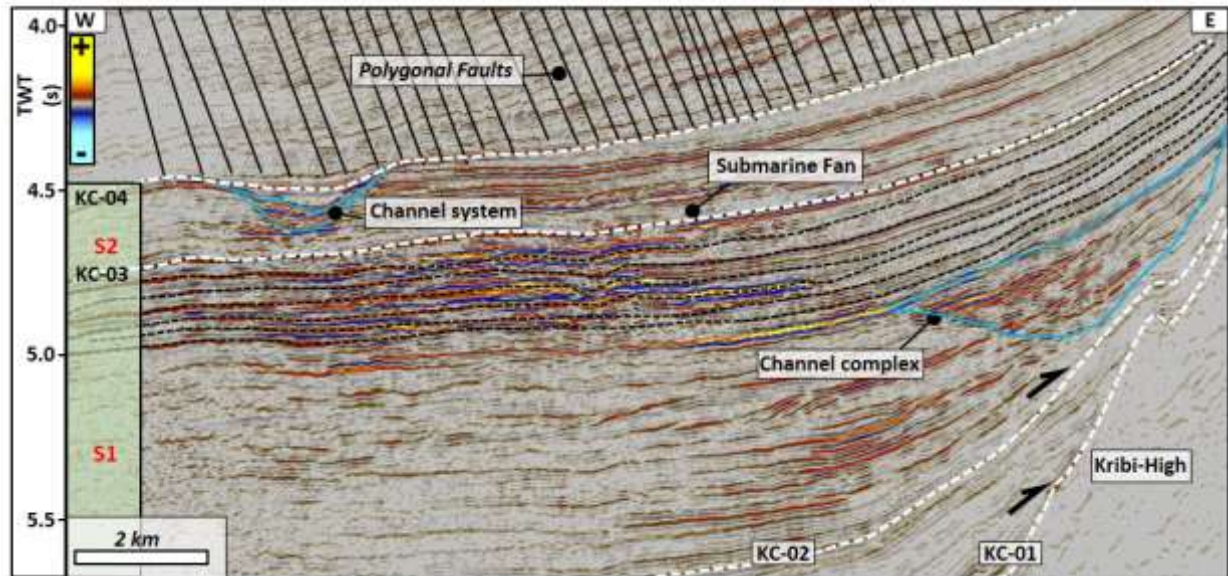 W
E
4.0
+
-
TWT
(s)
Polygonal Faults
Submarine Fan
4.5
KC-04
Channel system
S2
KC-03
5.0
Channel complex
S1
Kribi-High
5.5
2 km
KC-02
KC-01